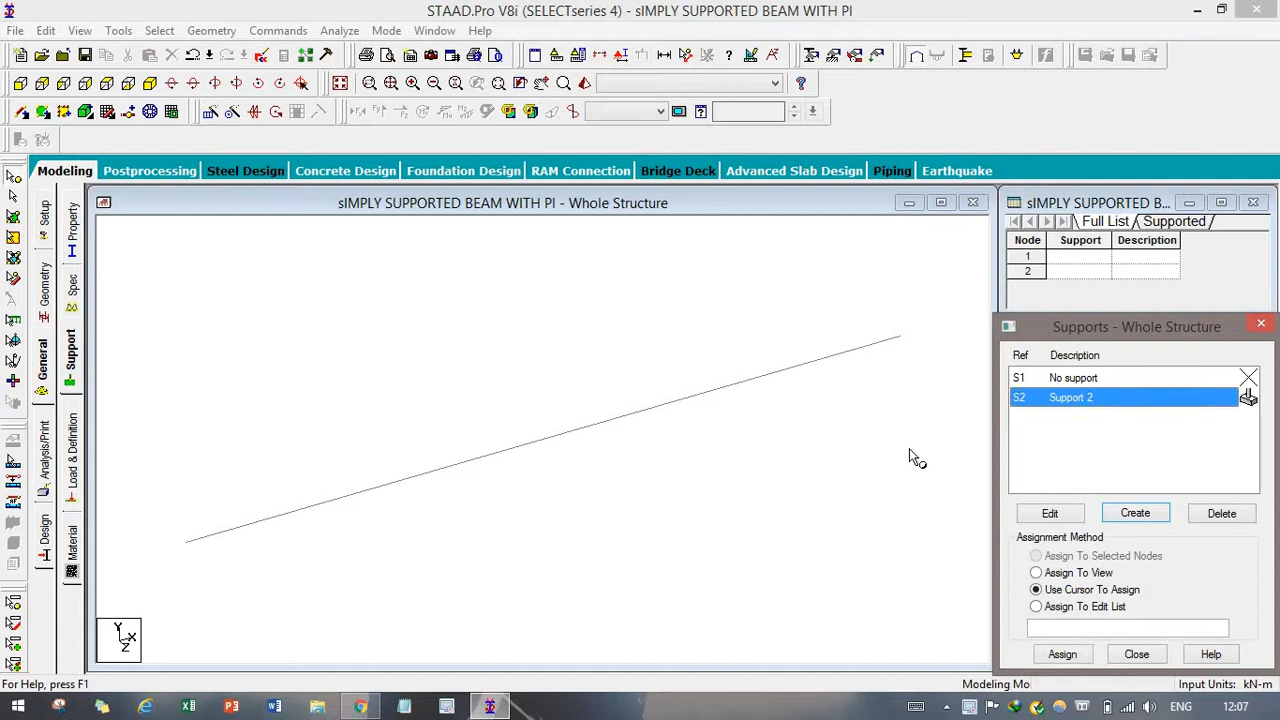 STAAD.Pro V8i (SELECTseries 4) - sIMPLY SUPPORTED BEAM WITH PI
File Edit View Tools Select Geometry Commands Analyze Mode Window Help
Modeling Postprocessing Steel Design Concrete Design Foundation Design RAM Connection Bridge Deck Advanced Slab Design Piping Earthquake
sIMPLY SUPPORTED BEAM WITH PI - Whole Structure
sIMPLY SUPPORTED B...
Full List Supported
Node Support Description
1
2
Setup
Geometry
General
Analysis/Print
Design
Property
Spec
Support
Load & Definition
Material
Supports - Whole Structure
Ref Description
S1 No support
S2 Support 2
Edit Create Delete
Assignment Method
Assign To Selected Nodes
Assign To View
Use Cursor To Assign
Assign To Edit List
Assign Close Help
Y
X
Z
For Help, press F1
Modeling Mo
Input Units: kN-m
ENG 12:07